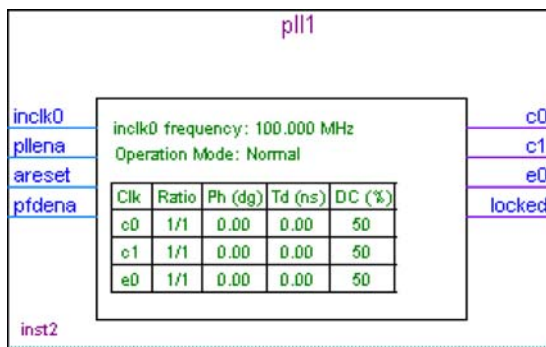 pll1
inclk0
pllena
areset
pfdena
inclk0 frequency: 100.000 MHz
Operation Mode: Normal
Clk Ratio Ph (dg) Td (ns) DC (%)
c0 1/1 0.00 0.00 50
c1 1/1 0.00 0.00 50
e0 1/1 0.00 0.00 50
c0
c1
e0
locked
inst2